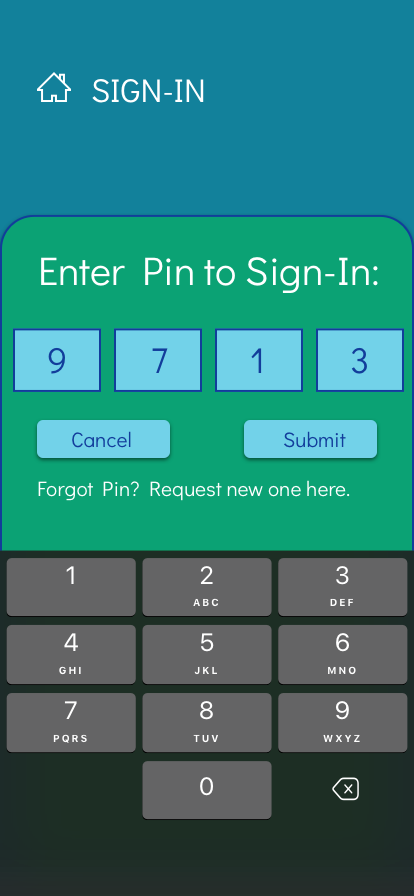 SIGN-IN
Enter Pin to Sign-In:
9 7 1 3
Cancel Submit
Forgot Pin? Request new one here.
1 2 3
ABC DEF
4 5 6
GHI JKL MNO
7 8 9
PQRS TUV WXYZ
0